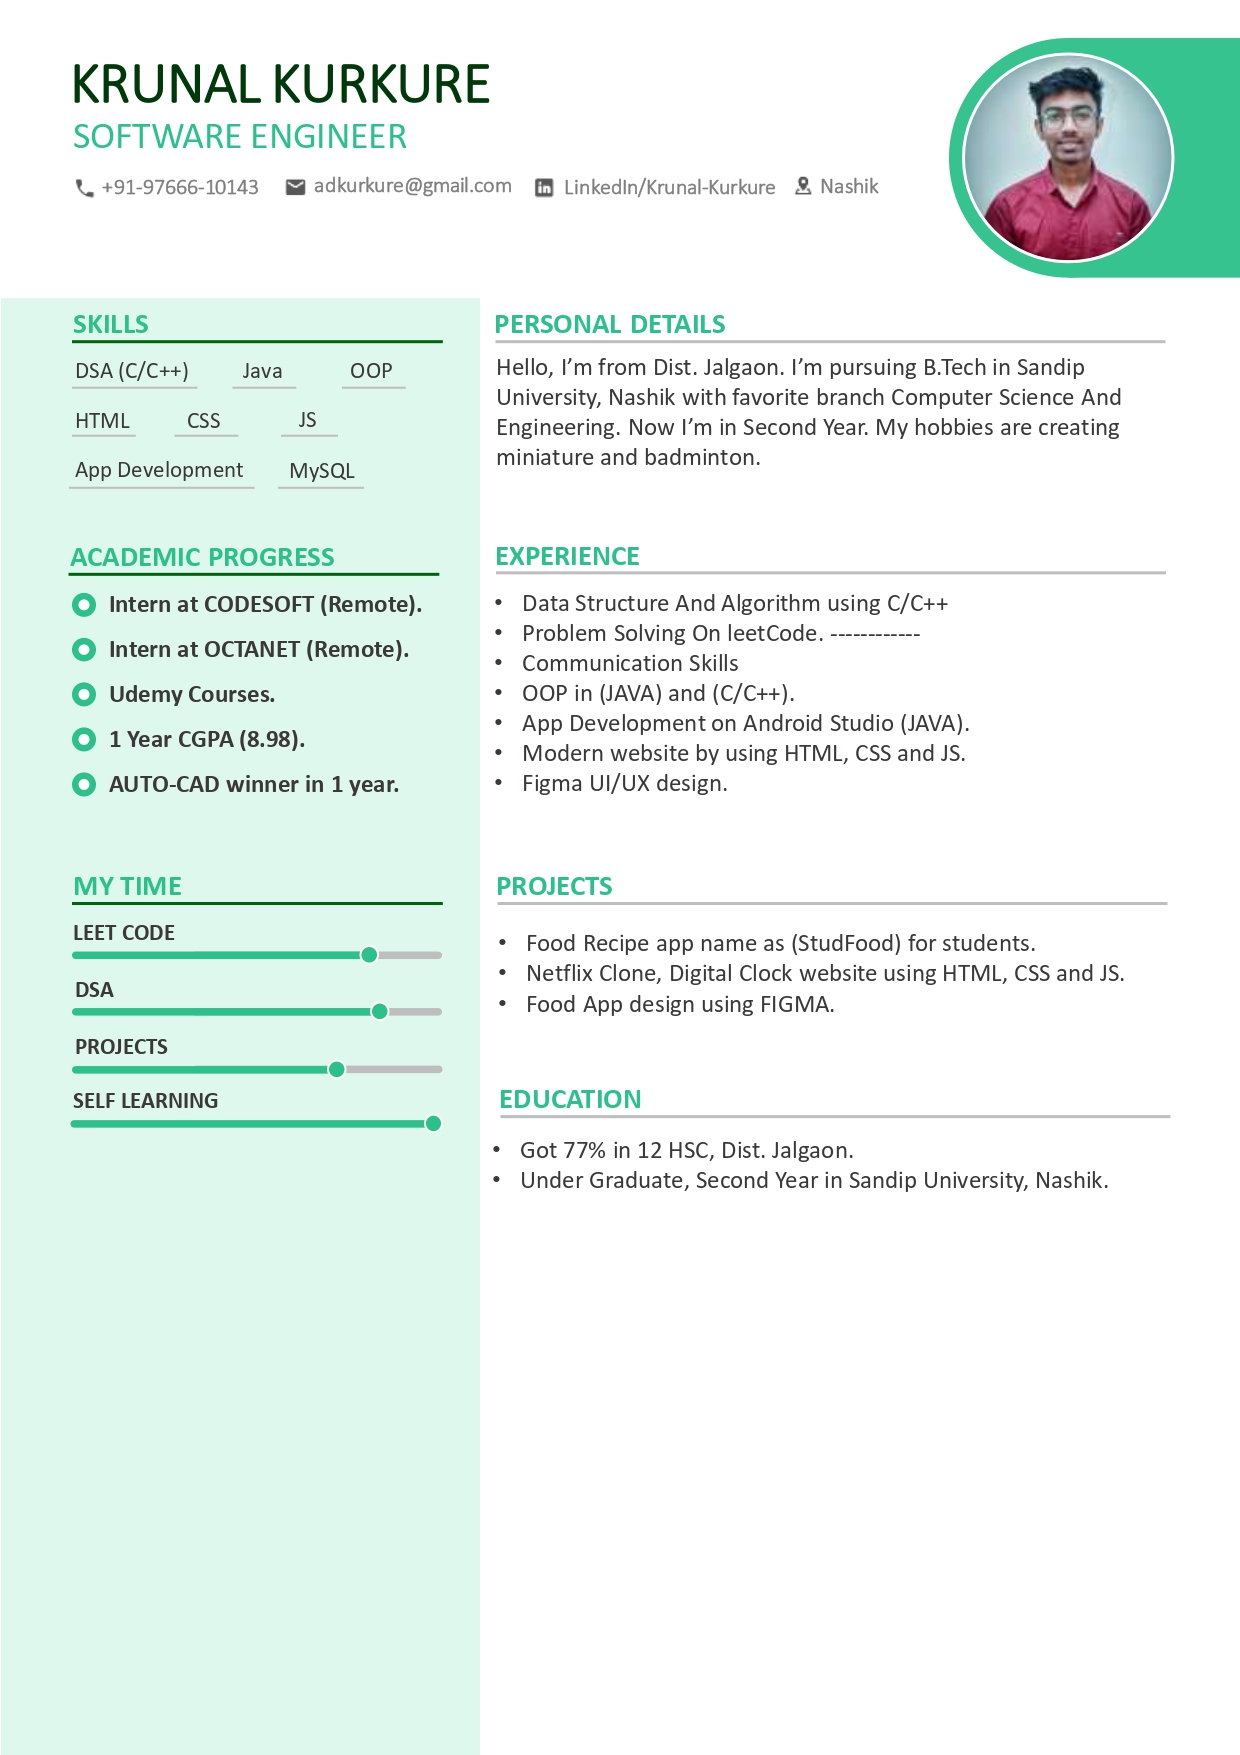 KRUNAL KURKURE
SOFTWARE ENGINEER
+91-97666-10143 adkurkure@gmail.com LinkedIn/Krunal-Kurkure Nashik
SKILLS
DSA (C/C++) Java OOP
HTML CSS JS
App Development MySQL
ACADEMIC PROGRESS
Intern at CODESOFT (Remote).
Intern at OCTANET (Remote).
Udemy Courses.
1 Year CGPA (8.98).
AUTO-CAD winner in 1 year.
MY TIME
LEET CODE
DSA
PROJECTS
SELF LEARNING
PERSONAL DETAILS
Hello, I’m from Dist. Jalgaon. I’m pursuing B.Tech in Sandip
University, Nashik with favorite branch Computer Science And
Engineering. Now I’m in Second Year. My hobbies are creating
miniature and badminton.
EXPERIENCE
• Data Structure And Algorithm using C/C++
• Problem Solving On leetCode. ------------
• Communication Skills
• OOP in (JAVA) and (C/C++).
• App Development on Android Studio (JAVA).
• Modern website by using HTML, CSS and JS.
• Figma UI/UX design.
PROJECTS
• Food Recipe app name as (StudFood) for students.
• Netflix Clone, Digital Clock website using HTML, CSS and JS.
• Food App design using FIGMA.
EDUCATION
• Got 77% in 12 HSC, Dist. Jalgaon.
• Under Graduate, Second Year in Sandip University, Nashik.